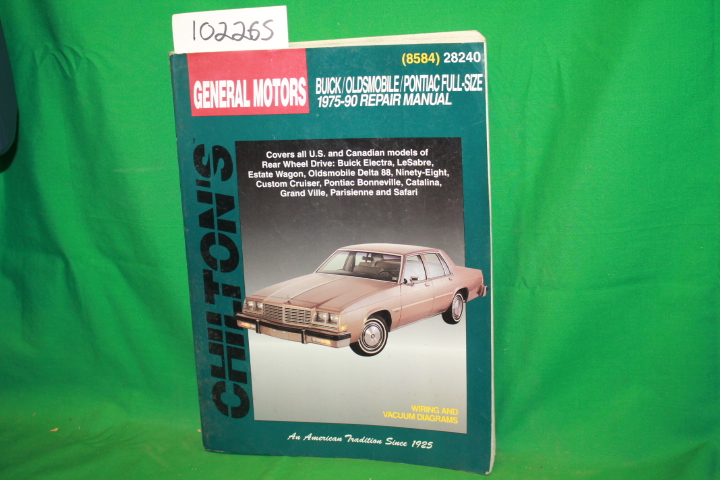 102265
(8584) 28240
GENERAL MOTORS
BUICK/OLDSMOBILE/PONTIAC FULL-SIZE
1975-90 REPAIR MANUAL
CHILTON'S
Covers all U.S. and Canadian models of
Rear Wheel Drive: Buick Electra, LeSabre,
Estate Wagon, Oldsmobile Delta 88, Ninety-Eight,
Custom Cruiser, Pontiac Bonneville, Catalina,
Grand Ville, Parisienne and Safari
WIRING AND
VACUUM DIAGRAMS
An American Tradition Since 1925